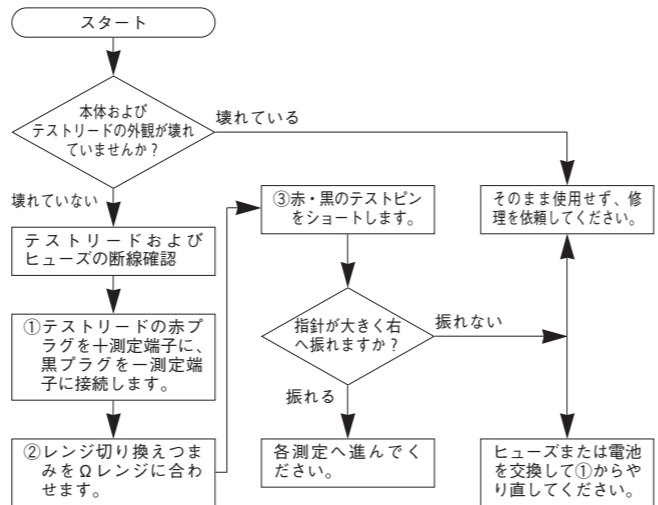 スタート
本体および
テストリードの外観が壊れ
ていませんか？
壊れている
壊れていない
テストリードおよび
ヒューズの断線確認
①テストリードの赤プ
ラグを＋測定端子に、
黒プラグを－測定端
子に接続します。
②レンジ切り換えつま
みをΩレンジに合わ
せます。
③赤・黒のテストピン
をショートします。
指針が大きく右
へ振れますか？
振れない
振れる
各測定へ進んでく
ださい。
そのまま使用せず、修
理を依頼してください。
ヒューズまたは電池
を交換して①からや
り直してください。